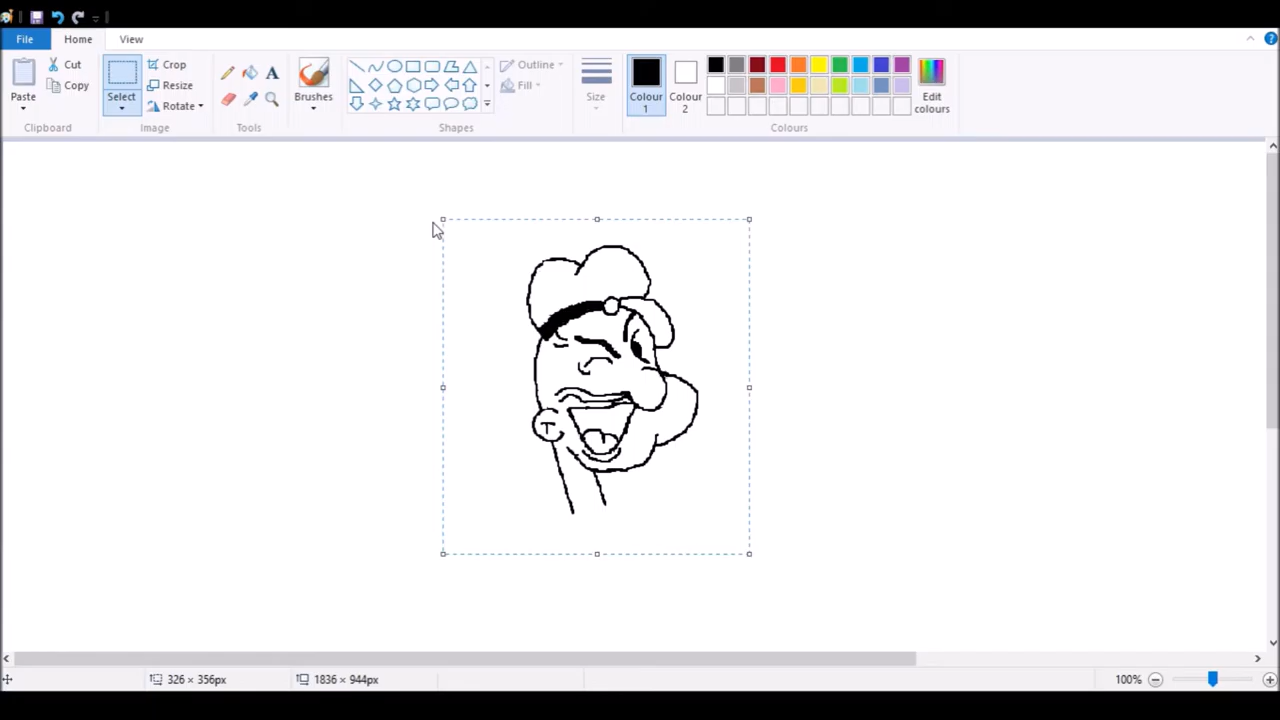 File Home View
Paste Cut Copy
Clipboard
Select Crop Resize Rotate
Image
A
Tools
Brushes
Outline Fill
Shapes
Size
Colour 1 Colour 2
Edit colours
Colours
T
326 × 356px 1836 × 944px 100%